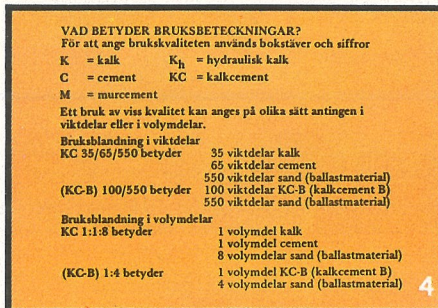 VAD BETYDER BRUKSBETECKNINGAR?
För att ange brukskvaliteten används bokstäver och siffror
K = kalk Kh = hydraulisk kalk
C = cement KC = kalkcement
M = murcement
Ett bruk av viss kvalitet kan anges på olika sätt antingen i
viktdelar eller i volymdelar.
Bruksblandning i viktdelar
KC 35/65/550 betyder 35 viktdelar kalk
65 viktdelar cement
550 viktdelar sand (ballastmaterial)
(KC-B) 100/550 betyder 100 viktdelar KC-B (kalkcement B)
550 viktdelar sand (ballastmaterial)
Bruksblandning i volymdelar
KC 1:1:8 betyder 1 volymdel kalk
1 volymdel cement
8 volymdelar sand (ballastmaterial)
(KC-B) 1:4 betyder 1 volymdel KC-B (kalkcement B)
4 volymdelar sand (ballastmaterial)
4